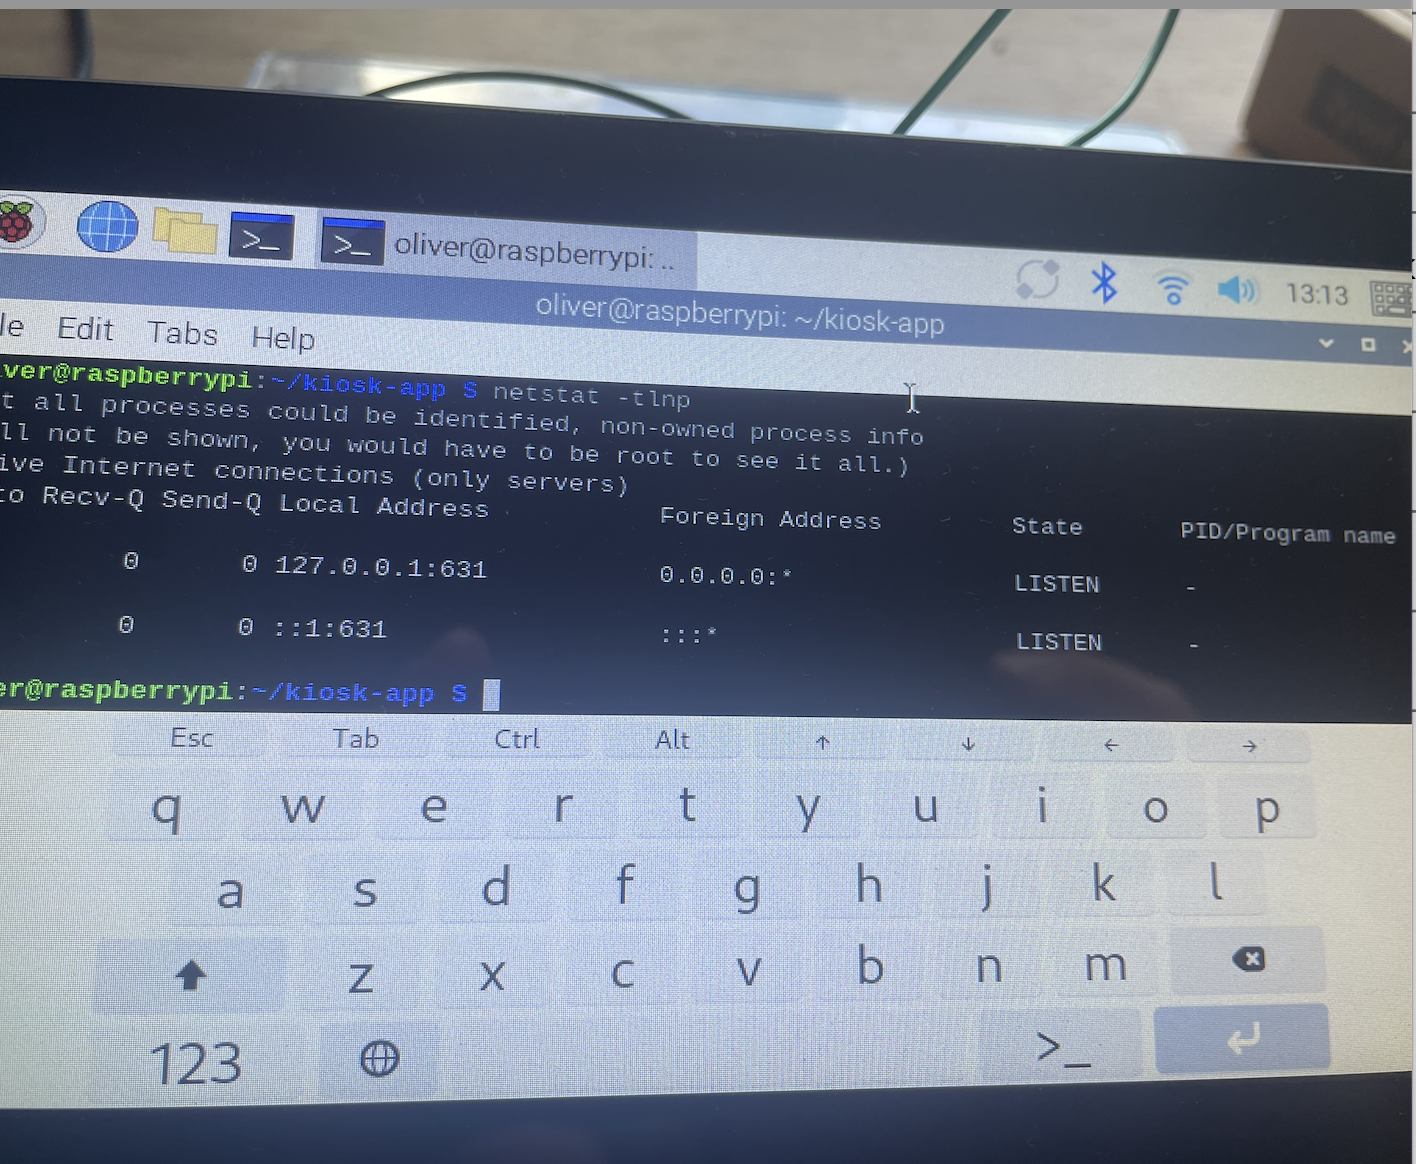 oliver@raspberrypi: ..
13:13
oliver@raspberrypi: ~/kiosk-app
le Edit Tabs Help
ver@raspberrypi:~/kiosk-app $ netstat -tlnp
t all processes could be identified, non-owned process info
ll not be shown, you would have to be root to see it all.)
ive Internet connections (only servers)
to Recv-Q Send-Q Local Address Foreign Address State PID/Program name
0 0 127.0.0.1:631 0.0.0.0:* LISTEN -
0 0 ::1:631 :::* LISTEN -
er@raspberrypi:~/kiosk-app $
Esc Tab Ctrl Alt ↑ ↓ ← →
q w e r t y u i o p
a s d f g h j k l
z x c v b n m
123 >_